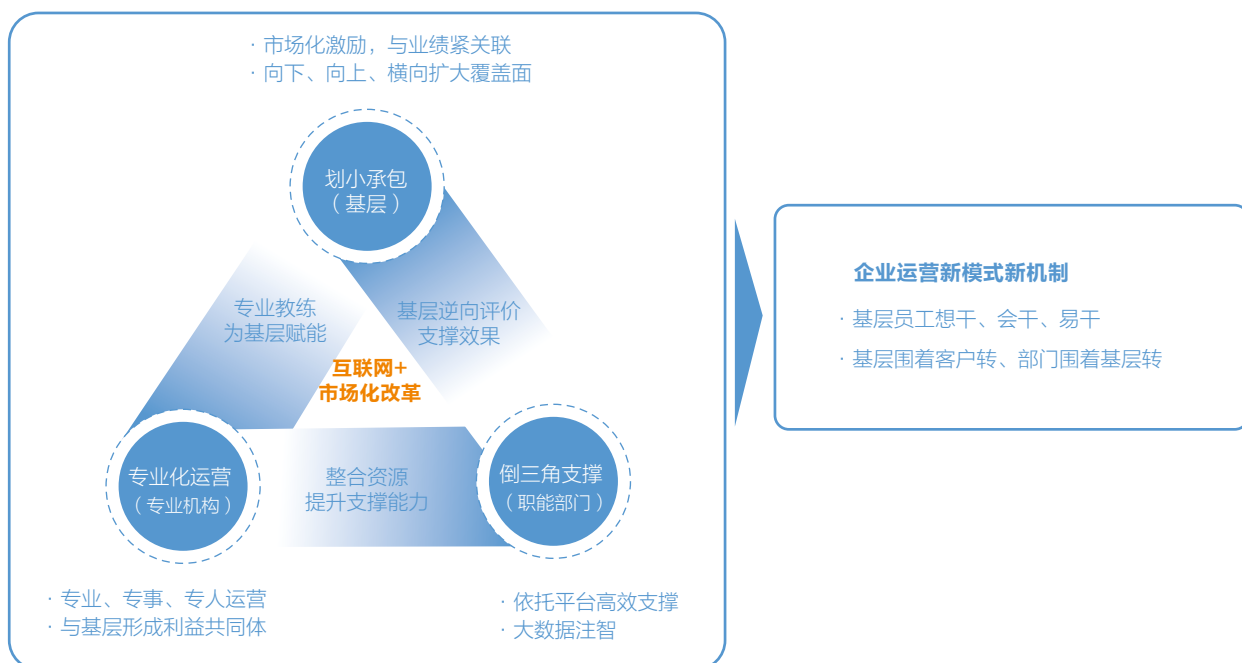 · 市场化激励，与业绩紧关联
· 向下、向上、横向扩大覆盖面
划小承包
（基层）
专业教练
为基层赋能
基层逆向评价
支撑效果
互联网+
市场化改革
专业化运营
（专业机构）
整合资源
提升支撑能力
倒三角支撑
（职能部门）
· 专业、专事、专人运营
· 与基层形成利益共同体
· 依托平台高效支撑
· 大数据注智
企业运营新模式新机制
· 基层员工想干、会干、易干
· 基层围着客户转、部门围着基层转